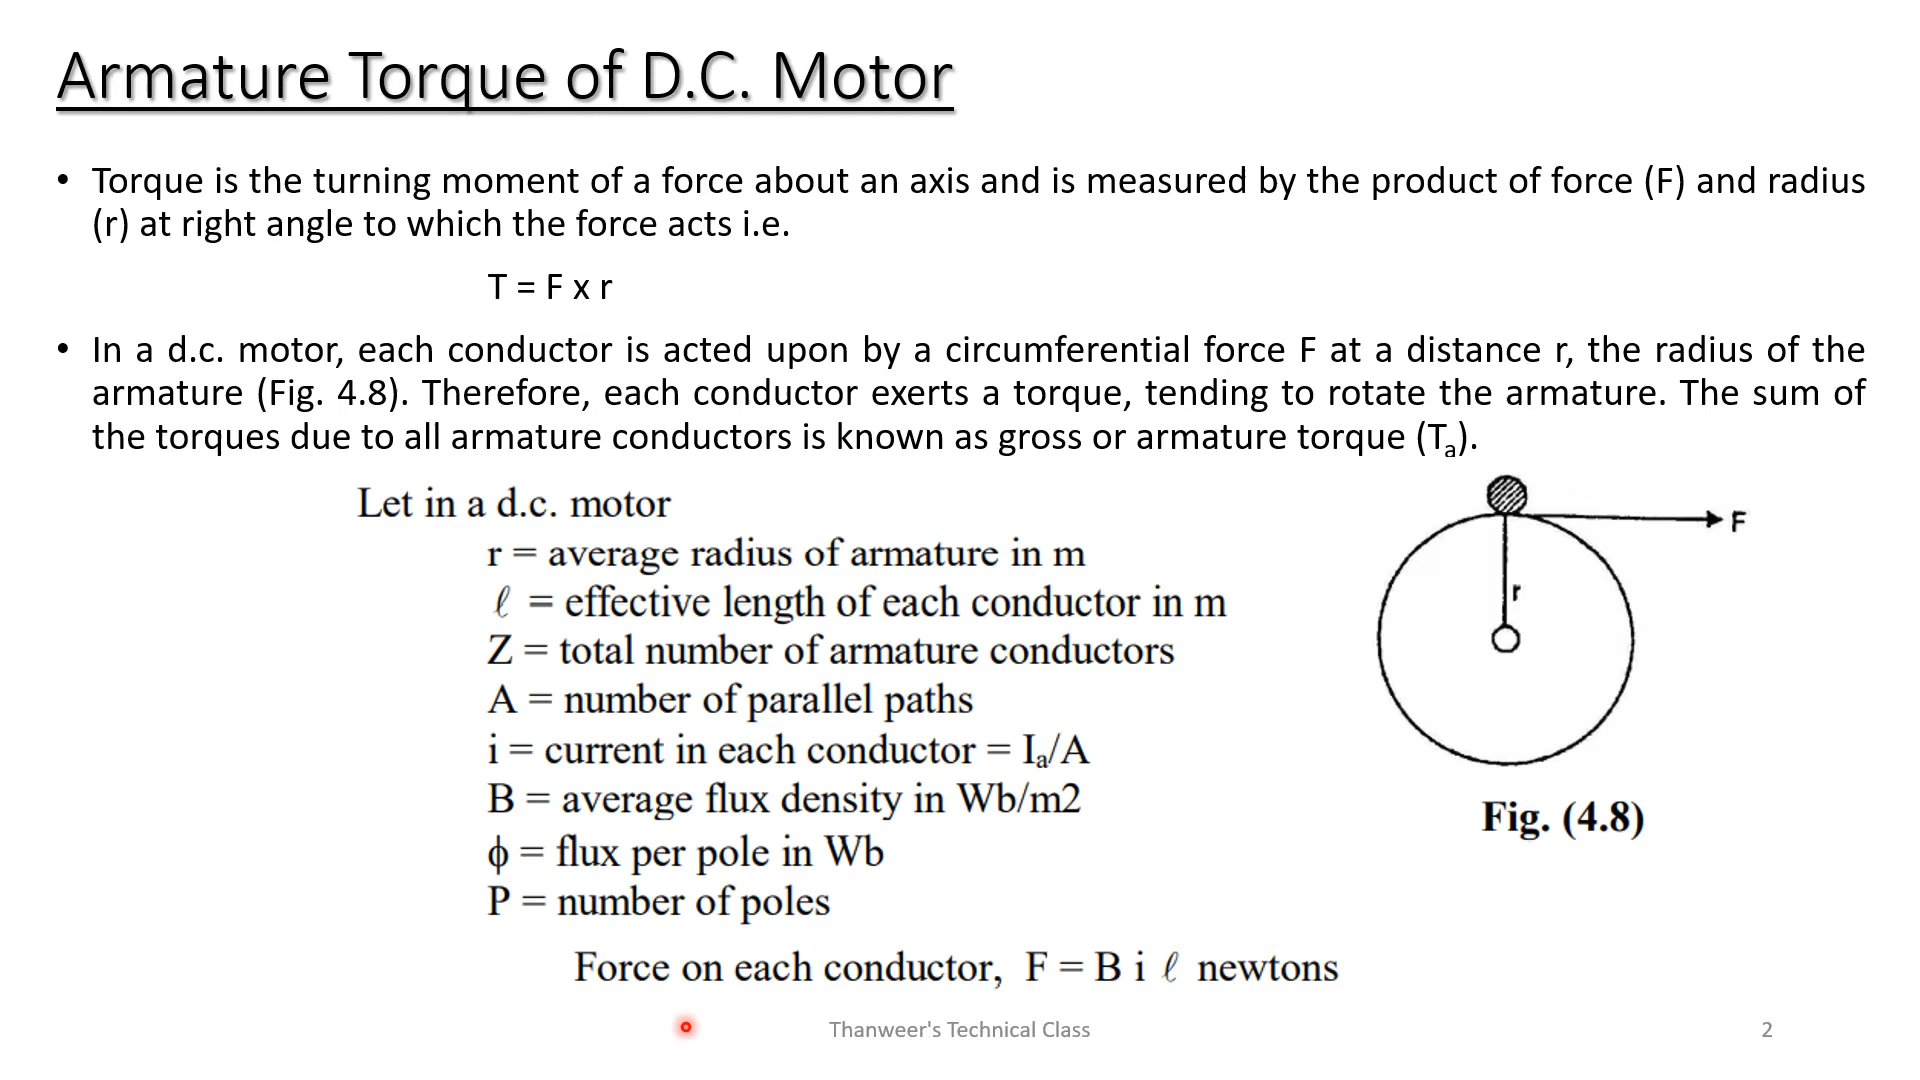 Armature Torque of D.C. Motor
• Torque is the turning moment of a force about an axis and is measured by the product of force (F) and radius
(r) at right angle to which the force acts i.e.
T = F x r
• In a d.c. motor, each conductor is acted upon by a circumferential force F at a distance r, the radius of the
armature (Fig. 4.8). Therefore, each conductor exerts a torque, tending to rotate the armature. The sum of
the torques due to all armature conductors is known as gross or armature torque (Tₐ).
Let in a d.c. motor
r = average radius of armature in m
ℓ = effective length of each conductor in m
Z = total number of armature conductors
A = number of parallel paths
i = current in each conductor = Iₐ/A
B = average flux density in Wb/m2
ϕ = flux per pole in Wb
P = number of poles
Force on each conductor, F = B i ℓ newtons
F
r
Fig. (4.8)
Thanweer's Technical Class
2